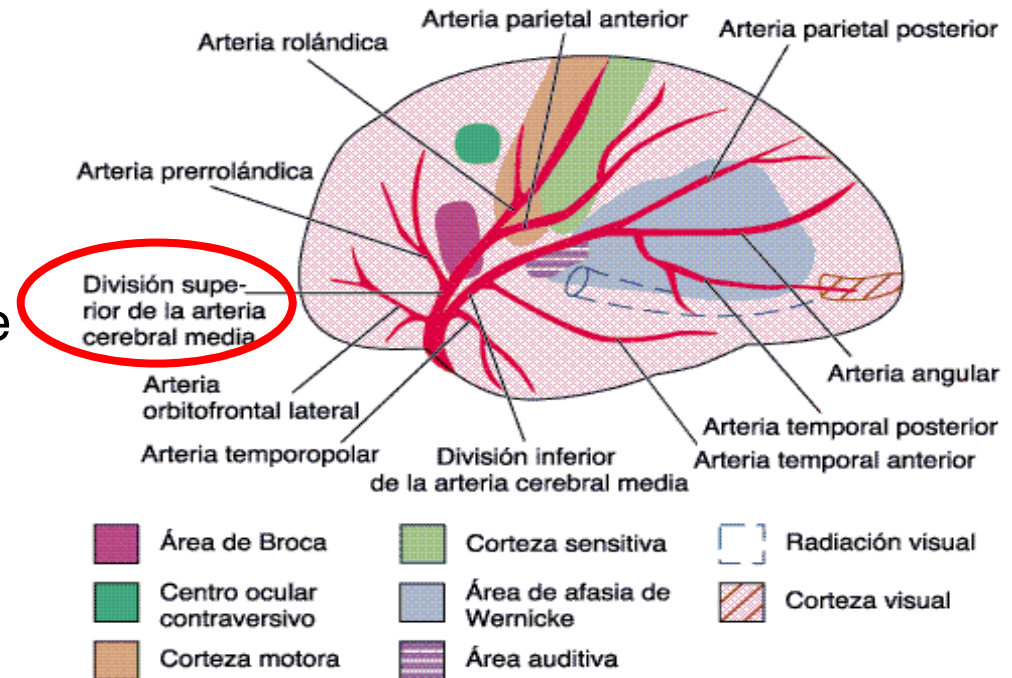 Arteria parietal anterior
Arteria rolándica
Arteria parietal posterior
Arteria prerrolándica
División supe-
rior de la arteria
cerebral media
e
Arteria
orbitofrontal lateral
Arteria angular
Arteria temporopolar
División inferior
de la arteria cerebral media
Arteria temporal posterior
Arteria temporal anterior
Área de Broca
Corteza sensitiva
Radiación visual
Centro ocular
contraversivo
Área de afasia de
Wernicke
Corteza visual
Corteza motora
Área auditiva